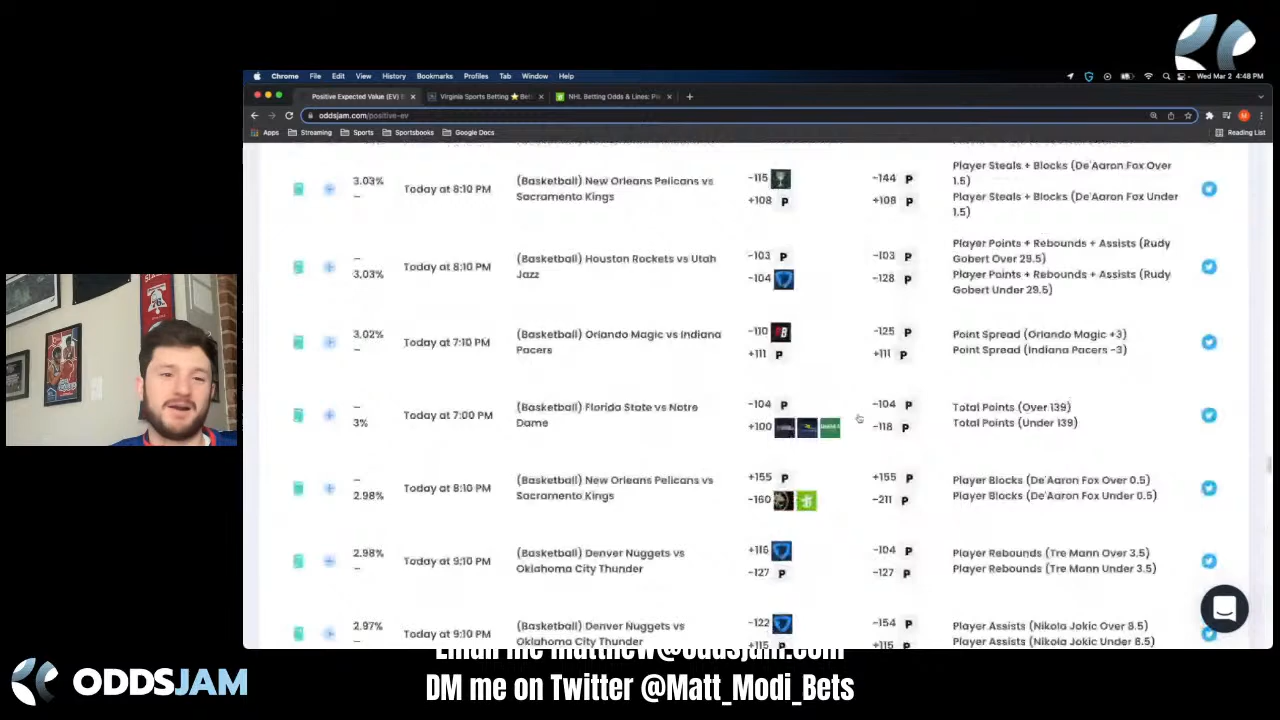 Chrome File Edit View History Bookmarks Profiles Tab Window Help Wed Mar 2 4:48 PM
Positive Expected Value (EV) Virginia Sports Betting NHL Betting Odds & Lines:
oddsjam.com/positive-ev
Apps Streaming Sports Sportsbooks Google Docs Reading List
3.03% – Today at 8:10 PM (Basketball) New Orleans Pelicans vs Sacramento Kings -115 +108 P -144 P +108 P
Player Steals + Blocks (De'Aaron Fox Over 1.5)
Player Steals + Blocks (De'Aaron Fox Under 1.5)
– 3.03% Today at 8:10 PM (Basketball) Houston Rockets vs Utah Jazz -103 P -104 -103 P -128 P
Player Points + Rebounds + Assists (Rudy Gobert Over 29.5)
Player Points + Rebounds + Assists (Rudy Gobert Under 29.5)
3.02% – Today at 7:10 PM (Basketball) Orlando Magic vs Indiana Pacers -110 +111 P -125 P +111 P
Point Spread (Orlando Magic +3)
Point Spread (Indiana Pacers -3)
– 3% Today at 7:00 PM (Basketball) Florida State vs Notre Dame -104 P +100 -104 P -118 P
Total Points (Over 139)
Total Points (Under 139)
– 2.98% Today at 8:10 PM (Basketball) New Orleans Pelicans vs Sacramento Kings +155 P -160 +155 P -211 P
Player Blocks (De'Aaron Fox Over 0.5)
Player Blocks (De'Aaron Fox Under 0.5)
2.98% – Today at 9:10 PM (Basketball) Denver Nuggets vs Oklahoma City Thunder +116 -127 P -104 P -127 P
Player Rebounds (Tre Mann Over 3.5)
Player Rebounds (Tre Mann Under 3.5)
2.97% Today at 9:10 PM (Basketball) Denver Nuggets vs Oklahoma City Thunder -122 +115 -154 P +115
Player Assists (Nikola Jokic Over 8.5)
Player Assists (Nikola Jokic Under 8.5)
Email me matthew@oddsjam.com
DM me on Twitter @Matt_Modi_Bets
ODDSJAM